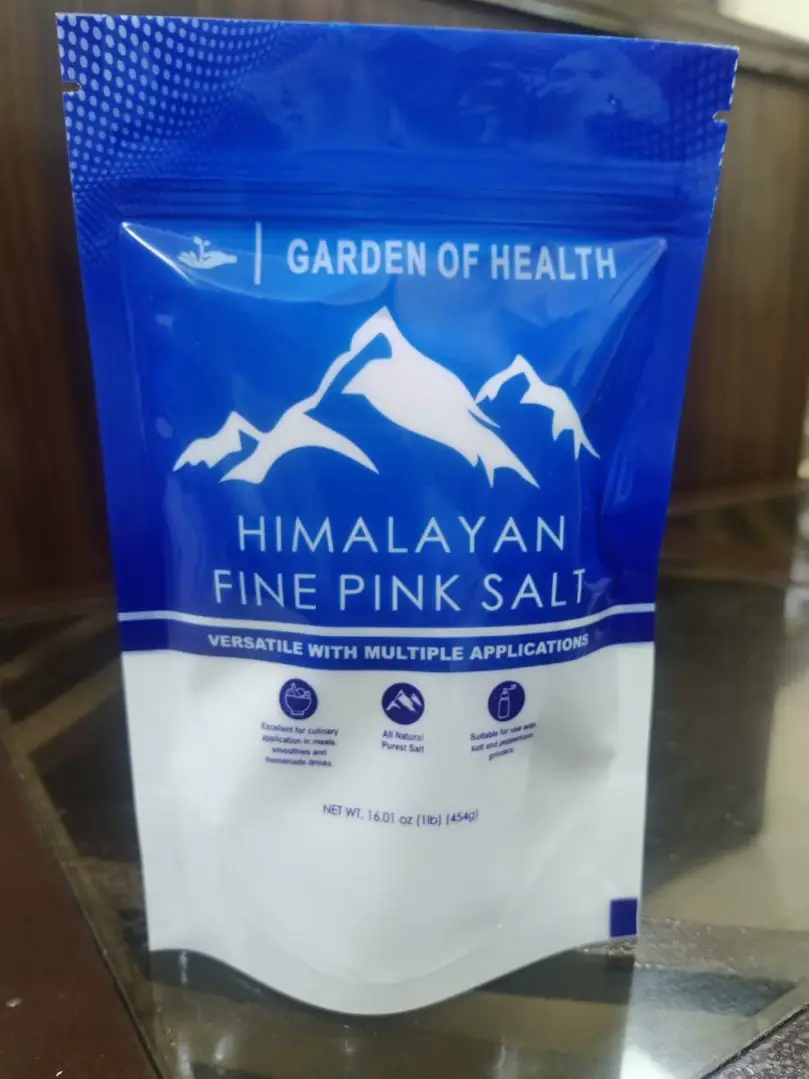 GARDEN OF HEALTH
HIMALAYAN
FINE PINK SALT
VERSATILE WITH MULTIPLE APPLICATIONS
Excellent for culinary
application in meals,
smoothies and
homemade drinks.
All Natural
Purest Salt
Suitable for use with
salt and peppermill
grinders.
NET WT. 16.01 oz (1lb) (454g)